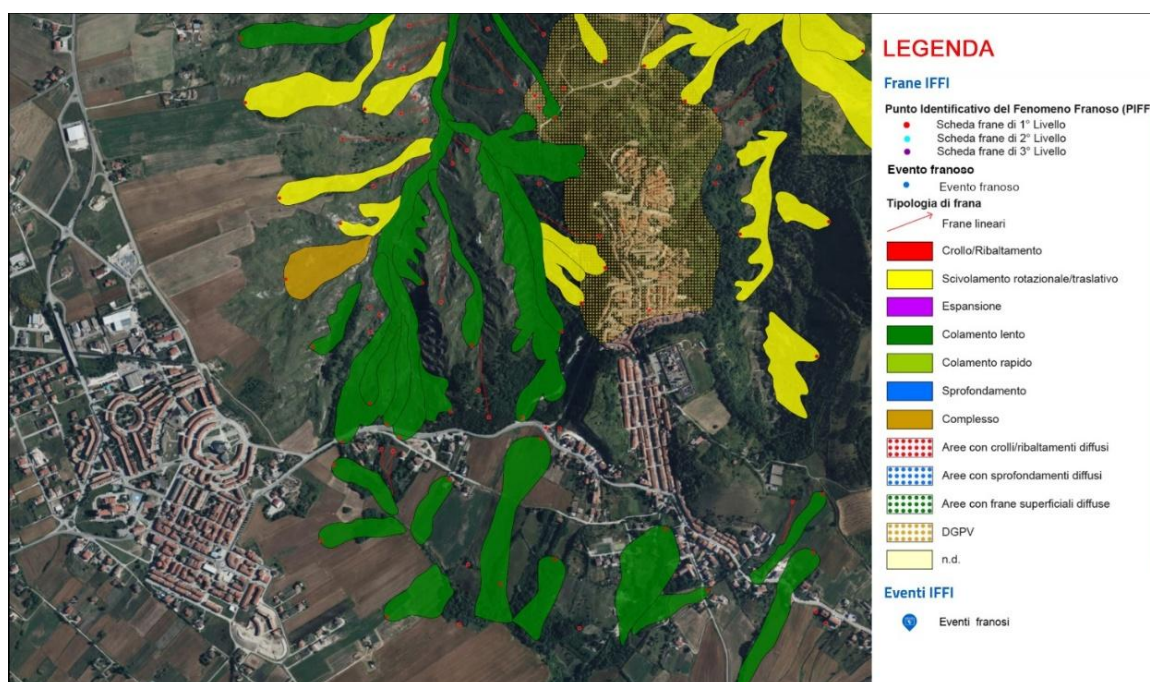 LEGENDA
Frane IFFI
Punto Identificativo del Fenomeno Franoso (PIFF
Scheda frane di 1° Livello
Scheda frane di 2° Livello
Scheda frane di 3° Livello
Evento franoso
Evento franoso
Tipologia di frana
Frane lineari
Crollo/Ribaltamento
Scivolamento rotazionale/traslativo
Espansione
Colamento lento
Colamento rapido
Sprofondamento
Complesso
Aree con crolli/ribaltamenti diffusi
Aree con sprofondamenti diffusi
Aree con frane superficiali diffuse
DGPV
n.d.
Eventi IFFI
Eventi franosi